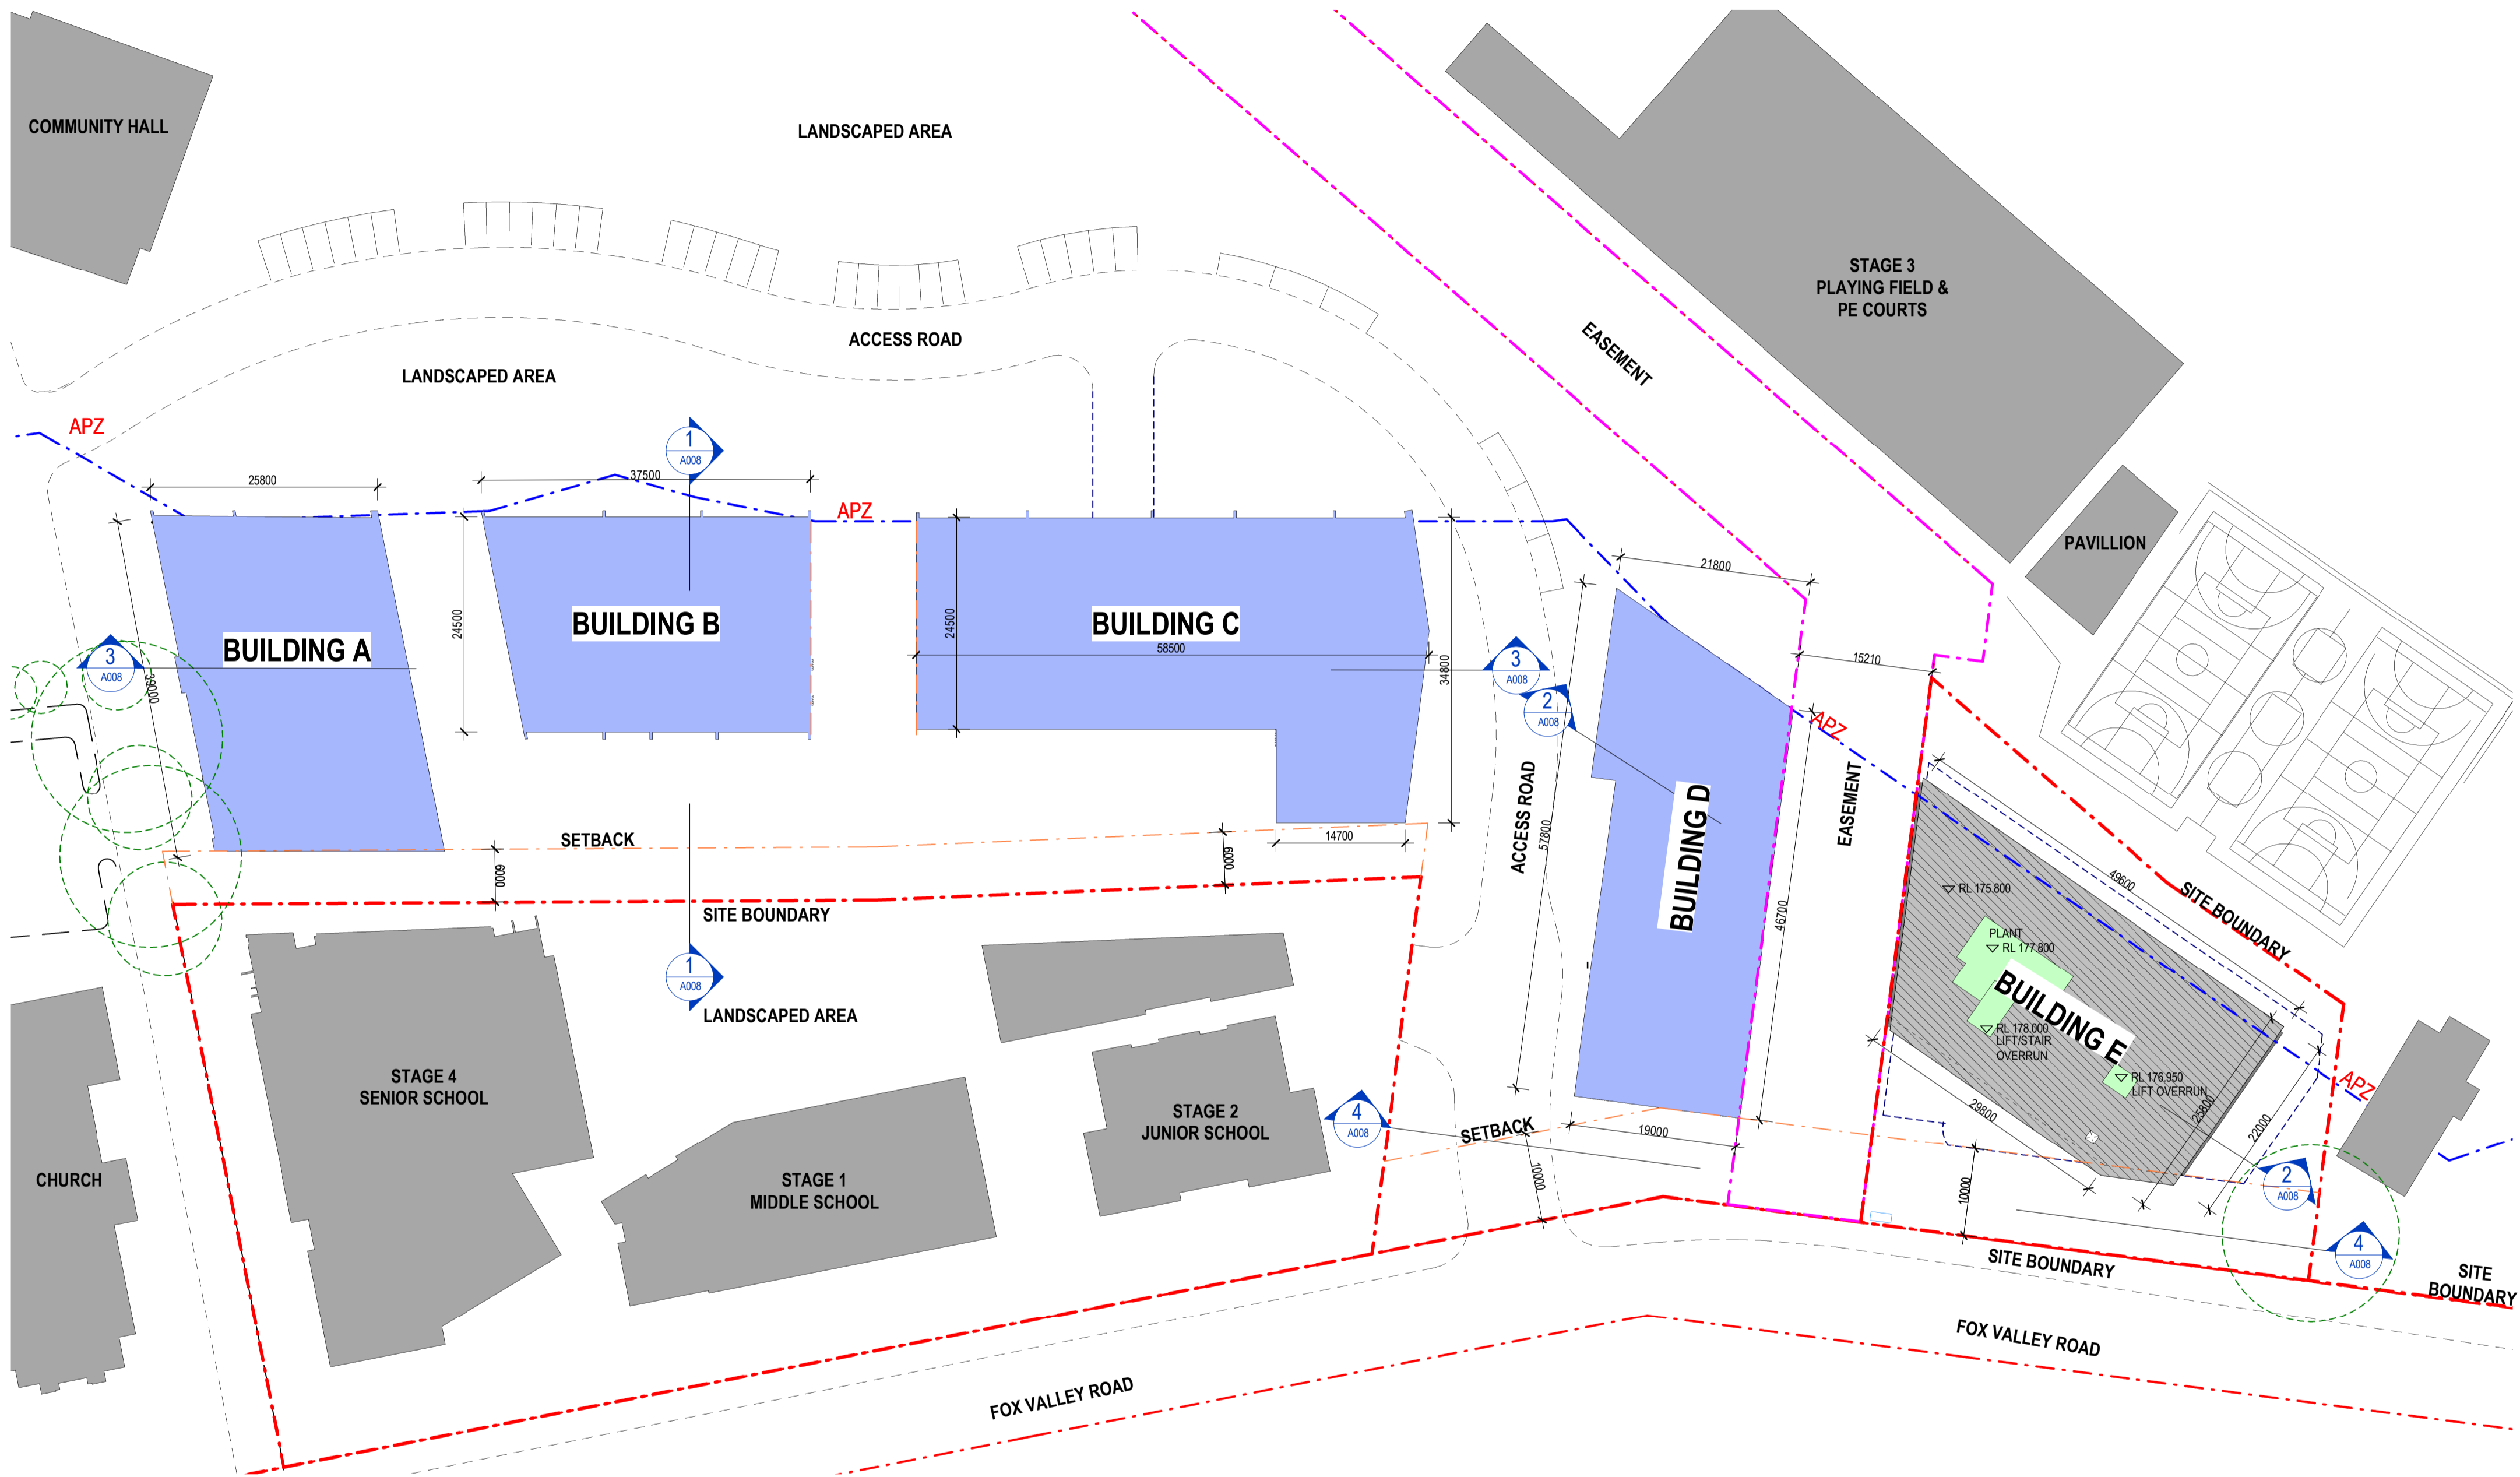 COMMUNITY HALL
LANDSCAPED AREA
STAGE 3
PLAYING FIELD &
PE COURTS
ACCESS ROAD
EASEMENT
LANDSCAPED AREA
APZ
1
A008
25800
37500
APZ
PAVILLION
21800
24500
24500
BUILDING A
BUILDING B
BUILDING C
58500
34800
3
A008
39000
3
A008
2
A008
15210
APZ
ACCESS ROAD
57800
BUILDING D
46700
EASEMENT
SETBACK
6000
6000
14700
49600
SITE BOUNDARY
RL 175.800
PLANT
RL 177.800
BUILDING E
RL 178.000
LIFT/STAIR
OVERRUN
RL 176.950
LIFT OVERRUN
APZ
29800
25800
22000
SITE BOUNDARY
1
A008
LANDSCAPED AREA
STAGE 4
SENIOR SCHOOL
STAGE 2
JUNIOR SCHOOL
4
A008
SETBACK
19000
10000
10000
CHURCH
STAGE 1
MIDDLE SCHOOL
2
A008
4
A008
SITE BOUNDARY
SITE
BOUNDARY
FOX VALLEY ROAD
FOX VALLEY ROAD